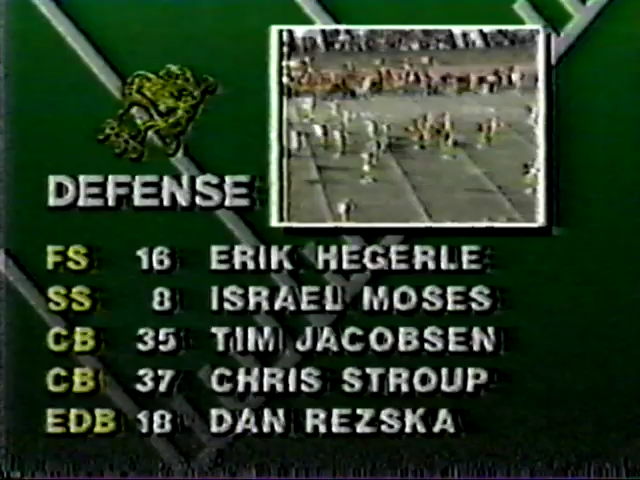 DEFENSE
FS 16 ERIK HEGERLE
SS 8 ISRAEL MOSES
CB 35 TIM JACOBSEN
CB 37 CHRIS STROUP
EDB 18 DAN REZSKA